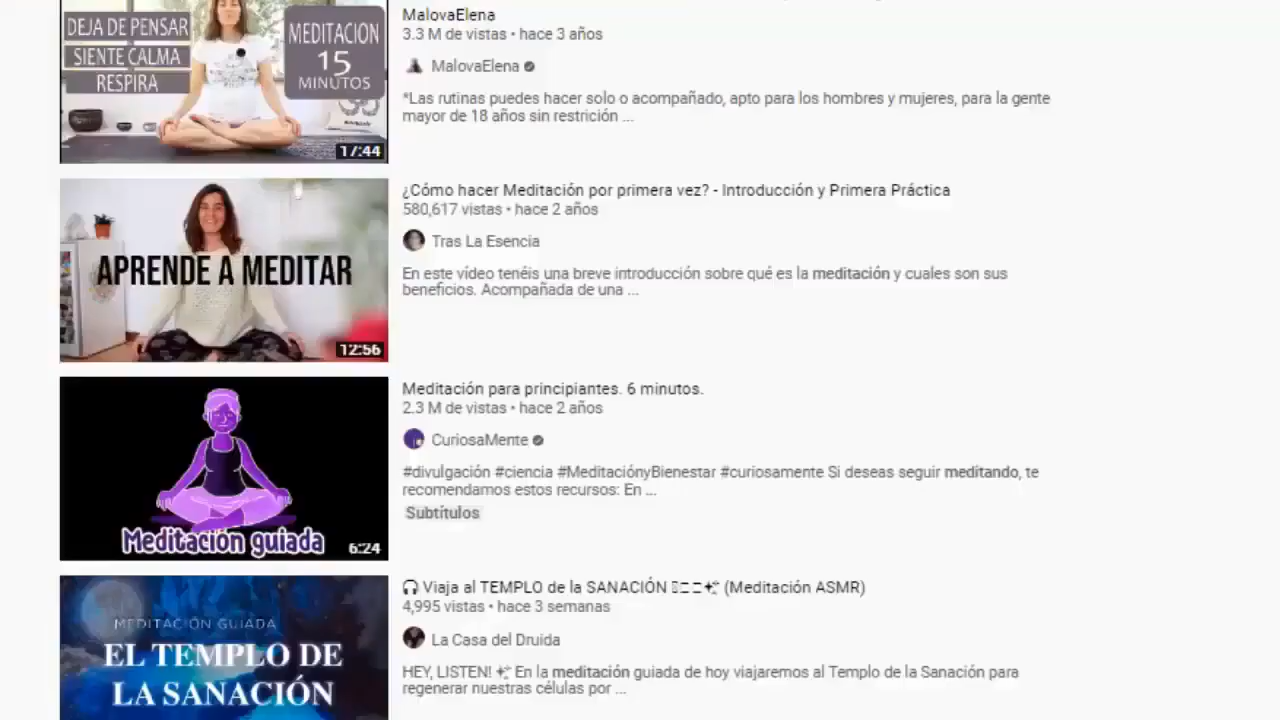 DEJA DE PENSAR
SIENTE CALMA
RESPIRA
MEDITACION
15
MINUTOS
17:44
MalovaElena
3.3 M de vistas • hace 3 años
MalovaElena
*Las rutinas puedes hacer solo o acompañado, apto para los hombres y mujeres, para la gente
mayor de 18 años sin restrición ...
APRENDE A MEDITAR
12:56
¿Cómo hacer Meditación por primera vez? - Introducción y Primera Práctica
580,617 vistas • hace 2 años
Tras La Esencia
En este vídeo tenéis una breve introducción sobre qué es la meditación y cuales son sus
beneficios. Acompañada de una ...
Meditación guiada
6:24
Meditación para principiantes. 6 minutos.
2.3 M de vistas • hace 2 años
CuriosaMente
#divulgación #ciencia #MeditaciónyBienestar #curiosamente Si deseas seguir meditando, te
recomendamos estos recursos: En ...
Subtítulos
MEDITACIÓN GUIADA
EL TEMPLO DE
LA SANACIÓN
🎧 Viaja al TEMPLO de la SANACIÓN ✨ (Meditación ASMR)
4,995 vistas • hace 3 semanas
La Casa del Druida
HEY, LISTEN! ✨ En la meditación guiada de hoy viajaremos al Templo de la Sanación para
regenerar nuestras células por ...